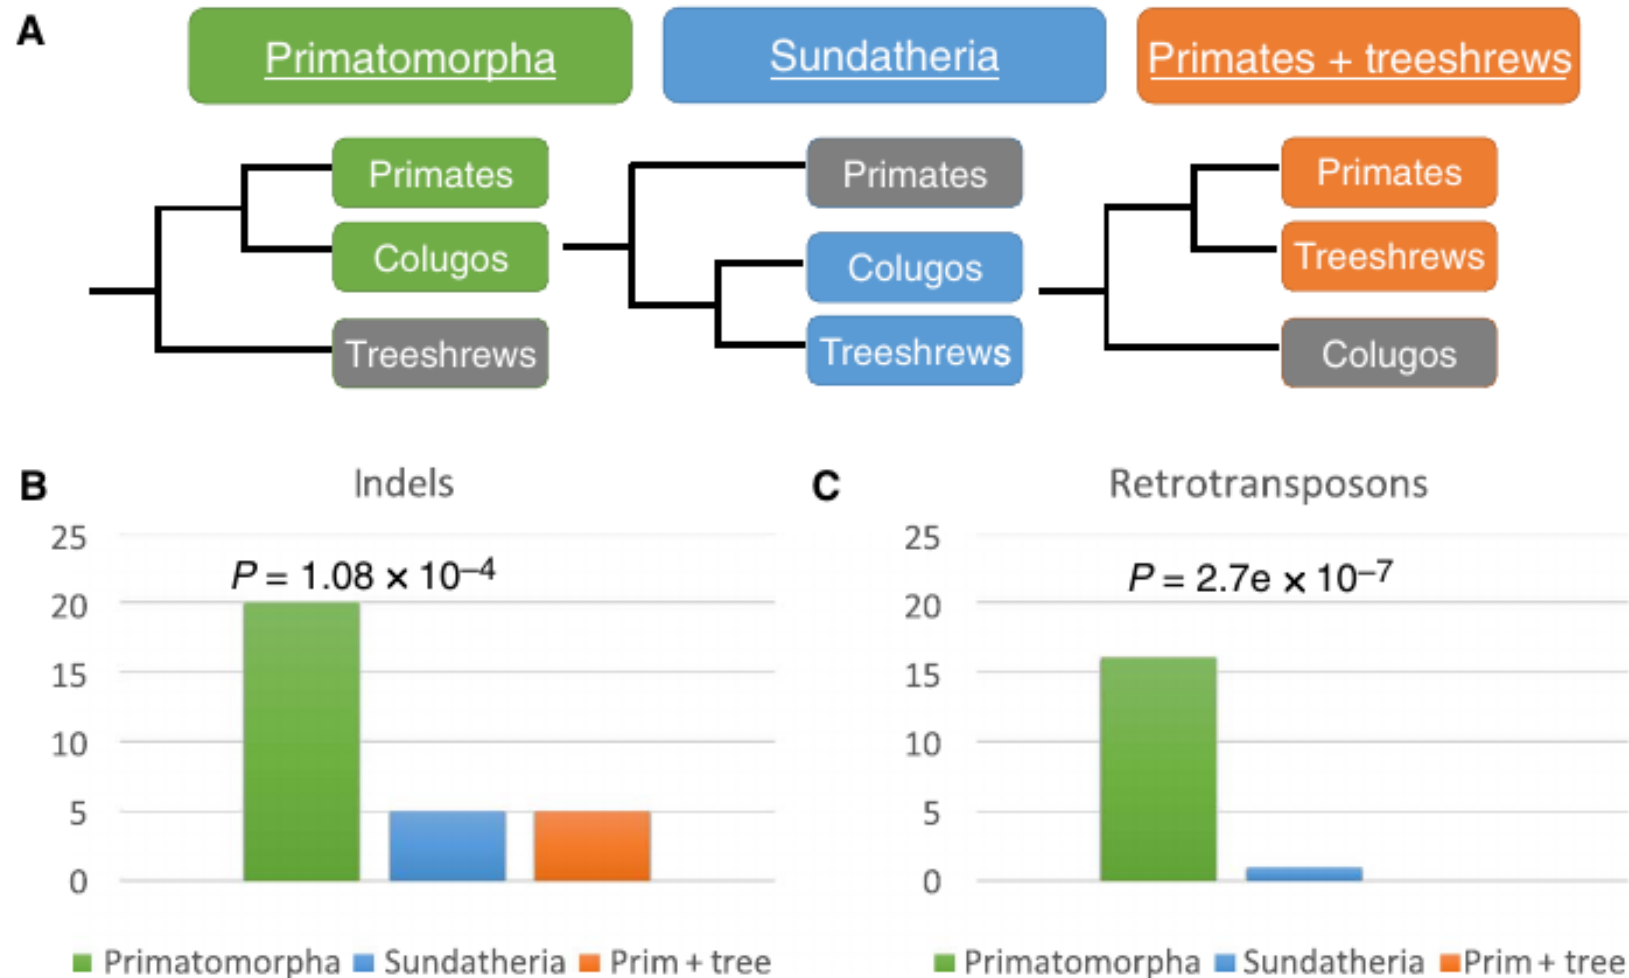 A
Primatomorpha
Sundatheria
Primates + treeshrews
Primates
Colugos
Treeshrews
Primates
Colugos
Treeshrews
Primates
Treeshrews
Colugos
B
Indels
25
20
15
10
5
0
P = 1.08 × 10–4
Primatomorpha Sundatheria Prim + tree
C
Retrotransposons
25
20
15
10
5
0
P = 2.7e × 10–7
Primatomorpha Sundatheria Prim + tree